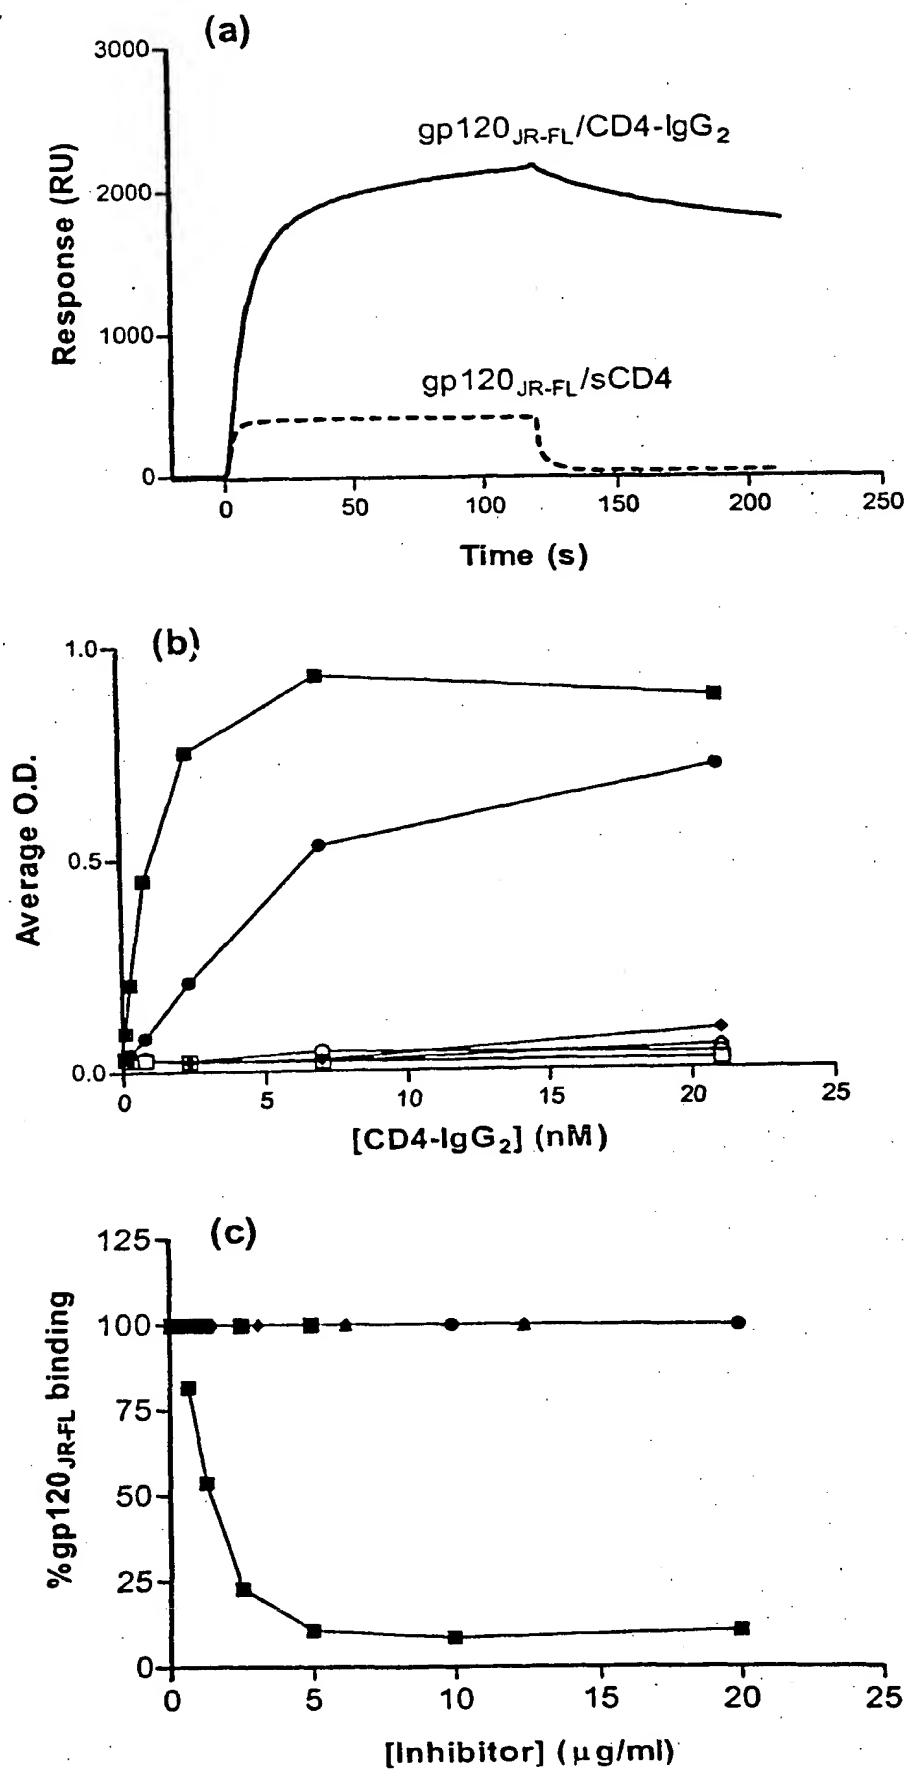 (a)
3000
2000
1000
0
Response (RU)
gp120JR-FL/CD4-IgG2
gp120JR-FL/sCD4
0 50 100 150 200 250
Time (s)
(b)
1.0
0.5
0.0
Average O.D.
0 5 10 15 20 25
[CD4-IgG2] (nM)
(c)
125
100
75
50
25
0
%gp120JR-FL binding
0 5 10 15 20 25
[Inhibitor] (μg/ml)